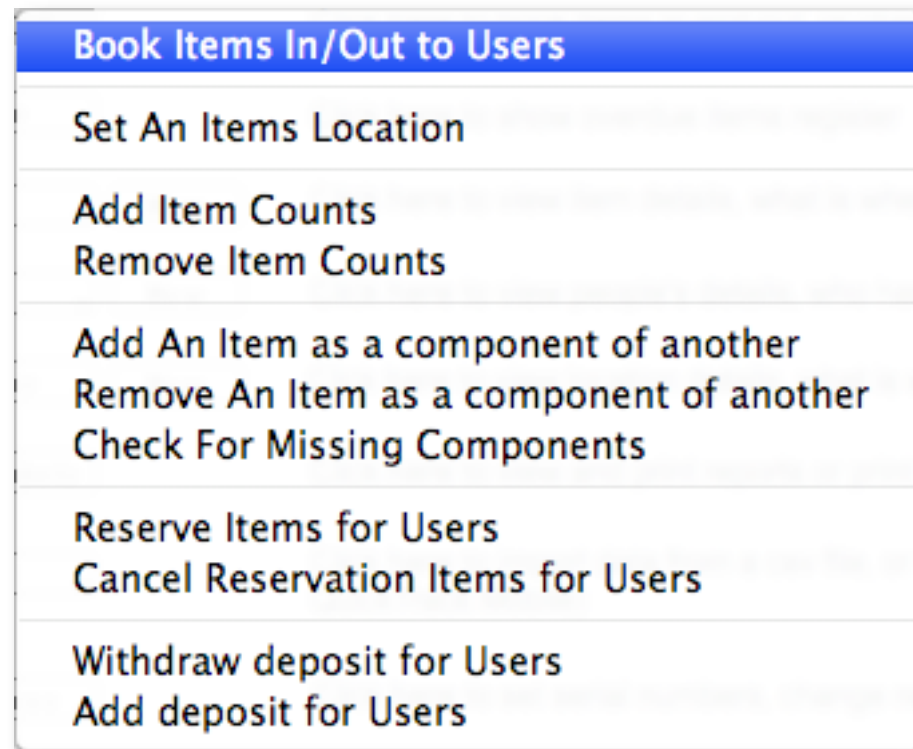 Book Items In/Out to Users
Set An Items Location
Add Item Counts
Remove Item Counts
Add An Item as a component of another
Remove An Item as a component of another
Check For Missing Components
Reserve Items for Users
Cancel Reservation Items for Users
Withdraw deposit for Users
Add deposit for Users